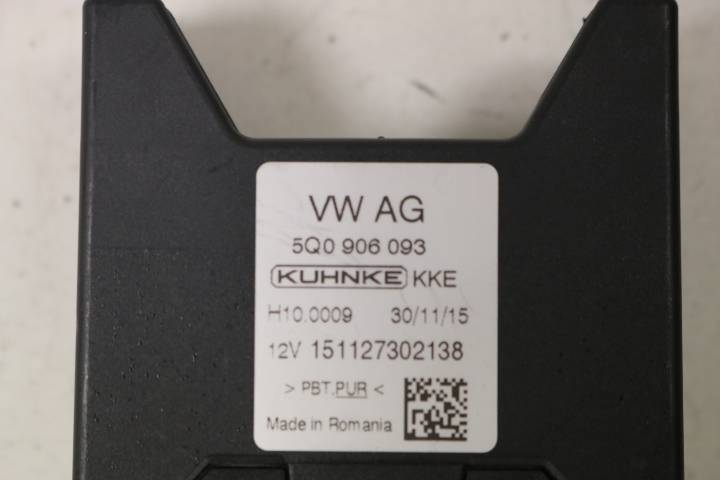 VW AG
5Q0 906 093
KUHNKE KKE
H10.0009 30/11/15
12V 151127302138
> PBT.PUR <
Made in Romania